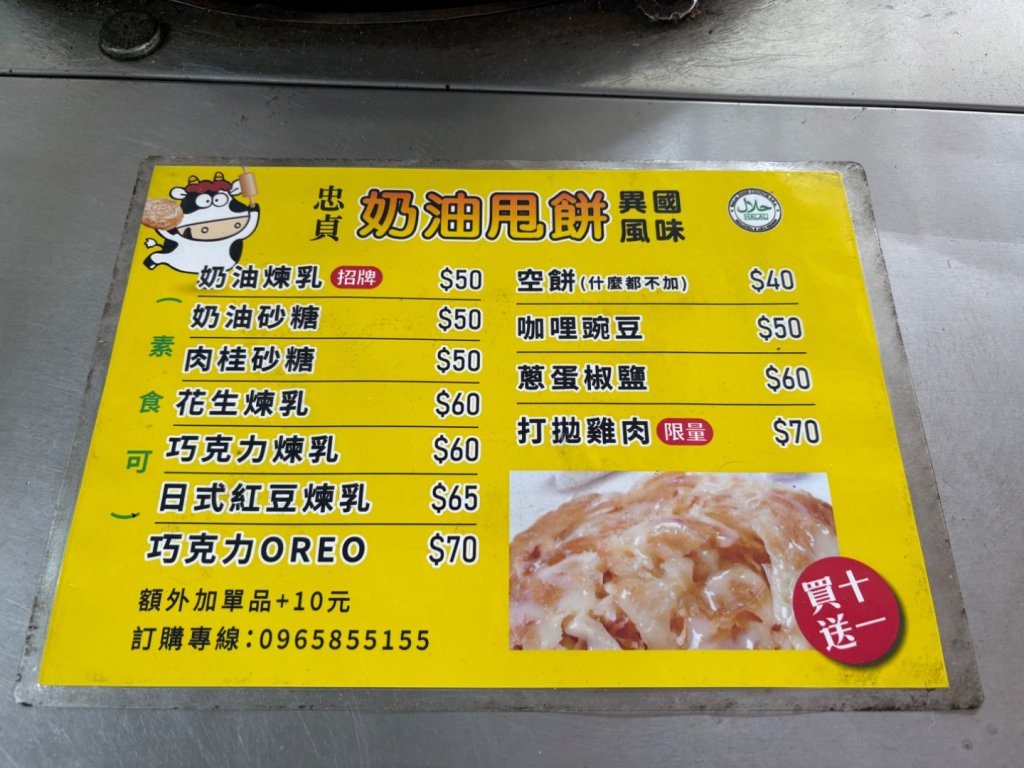 忠貞 奶油甩餅 異國風味
حلال
HALAL
奶油煉乳 招牌 $50
奶油砂糖 $50
肉桂砂糖 $50
花生煉乳 $60
巧克力煉乳 $60
日式紅豆煉乳 $65
巧克力OREO $70
(素食可)
額外加單品+10元
訂購專線:0965855155
空餅(什麼都不加) $40
咖哩豌豆 $50
蔥蛋椒鹽 $60
打拋雞肉 限量 $70
買十
送一